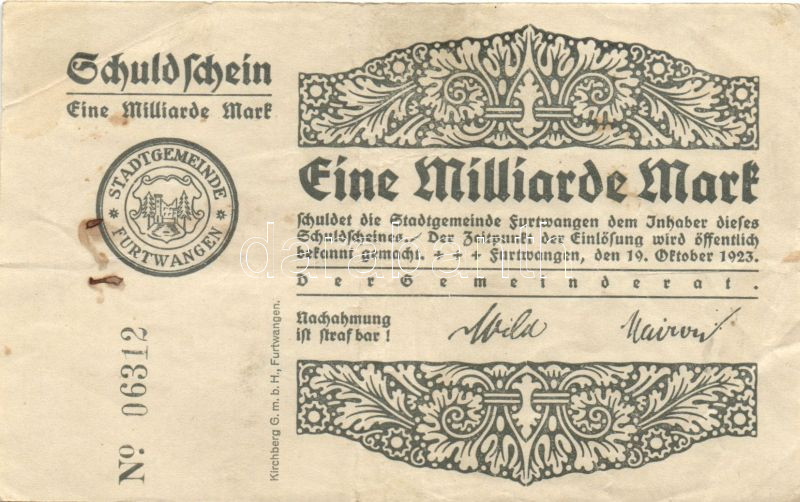 Schuldschein
Eine Milliarde Mark
STADTGEMEINDE
FURTWANGEN
No 06312
Kirchberg G. m. b. H., Furtwangen.
Eine Milliarde Mark
schuldet die Stadtgemeinde Furtwangen dem Inhaber dieses
Schuldscheines. Der Zeitpunkt der Einlösung wird öffentlich
bekannt gemacht. ÷ ÷ ÷ Furtwangen, den 19. Oktober 1923.
Der Gemeinderat.
Nachahmung
ist strafbar!
darabanth